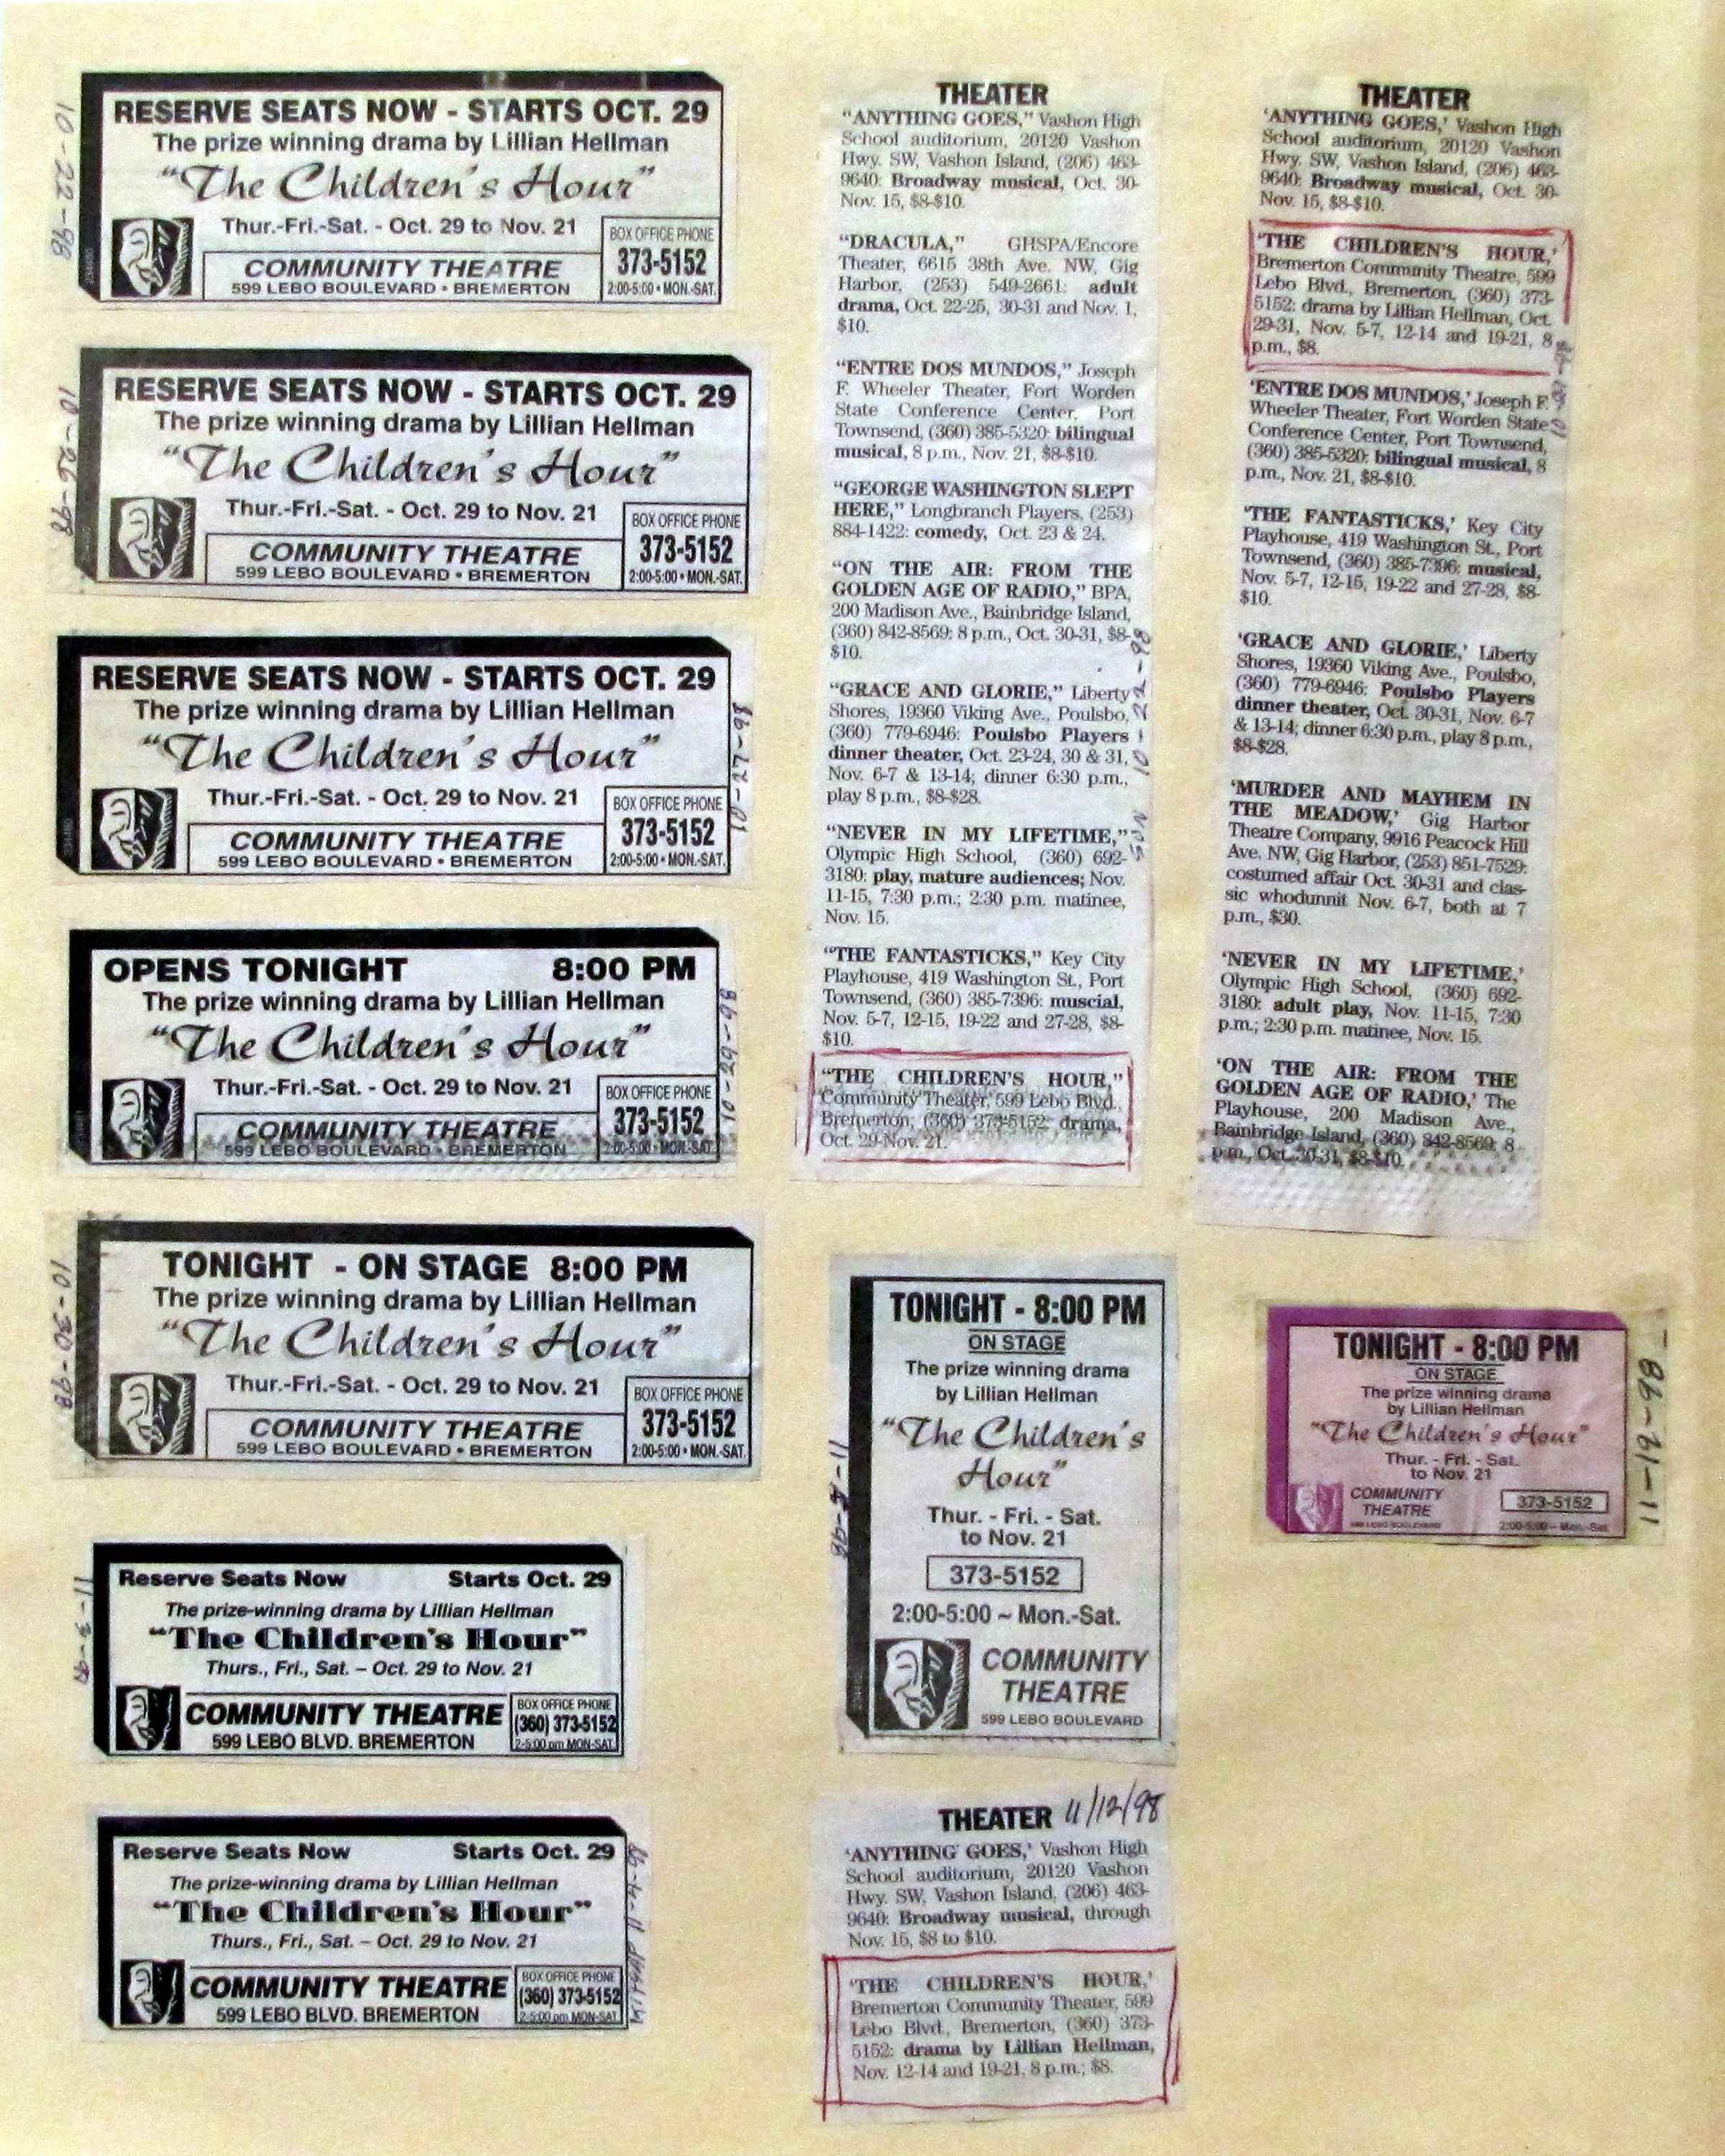 10-22-98
RESERVE SEATS NOW - STARTS OCT. 29
The prize winning drama by Lillian Hellman
"The Children's Hour"
Thur.-Fri.-Sat. - Oct. 29 to Nov. 21
COMMUNITY THEATRE
599 LEBO BOULEVARD • BREMERTON
BOX OFFICE PHONE
373-5152
2:00-5:00 • MON.-SAT.
10-26-98
RESERVE SEATS NOW - STARTS OCT. 29
The prize winning drama by Lillian Hellman
"The Children's Hour"
Thur.-Fri.-Sat. - Oct. 29 to Nov. 21
COMMUNITY THEATRE
599 LEBO BOULEVARD • BREMERTON
BOX OFFICE PHONE
373-5152
2:00-5:00 • MON.-SAT.
RESERVE SEATS NOW - STARTS OCT. 29
The prize winning drama by Lillian Hellman
"The Children's Hour"
Thur.-Fri.-Sat. - Oct. 29 to Nov. 21
COMMUNITY THEATRE
599 LEBO BOULEVARD • BREMERTON
BOX OFFICE PHONE
373-5152
2:00-5:00 • MON.-SAT.
10-27-98
OPENS TONIGHT 8:00 PM
The prize winning drama by Lillian Hellman
"The Children's Hour"
Thur.-Fri.-Sat. - Oct. 29 to Nov. 21
COMMUNITY THEATRE
599 LEBO BOULEVARD • BREMERTON
BOX OFFICE PHONE
373-5152
2:00-5:00 • MON.-SAT.
10-29-98
10-30-98
TONIGHT - ON STAGE 8:00 PM
The prize winning drama by Lillian Hellman
"The Children's Hour"
Thur.-Fri.-Sat. - Oct. 29 to Nov. 21
COMMUNITY THEATRE
599 LEBO BOULEVARD • BREMERTON
BOX OFFICE PHONE
373-5152
2:00-5:00 • MON.-SAT.
11-3-98
Reserve Seats Now Starts Oct. 29
The prize-winning drama by Lillian Hellman
"The Children's Hour"
Thurs., Fri., Sat. – Oct. 29 to Nov. 21
COMMUNITY THEATRE
599 LEBO BLVD. BREMERTON
BOX OFFICE PHONE
(360) 373-5152
2-5:00 pm MON-SAT
Reserve Seats Now Starts Oct. 29
The prize-winning drama by Lillian Hellman
"The Children's Hour"
Thurs., Fri., Sat. – Oct. 29 to Nov. 21
COMMUNITY THEATRE
599 LEBO BLVD. BREMERTON
BOX OFFICE PHONE
(360) 373-5152
2-5:00 pm MON-SAT
THEATER
"ANYTHING GOES," Vashon High
School auditorium, 20120 Vashon
Hwy. SW, Vashon Island, (206) 463-
9640: Broadway musical, Oct. 30-
Nov. 15, $8-$10.
"DRACULA," GHSPA/Encore
Theater, 6615 38th Ave. NW, Gig
Harbor, (253) 549-2661: adult
drama, Oct. 22-25, 30-31 and Nov. 1,
$10.
"ENTRE DOS MUNDOS," Joseph
F. Wheeler Theater, Fort Worden
State Conference Center, Port
Townsend, (360) 385-5320: bilingual
musical, 8 p.m., Nov. 21, $8-$10.
"GEORGE WASHINGTON SLEPT
HERE," Longbranch Players, (253)
884-1422: comedy, Oct. 23 & 24.
"ON THE AIR: FROM THE
GOLDEN AGE OF RADIO," BPA,
200 Madison Ave., Bainbridge Island,
(360) 842-8569: 8 p.m., Oct. 30-31, $8-
$10.
"GRACE AND GLORIE," Liberty
Shores, 19360 Viking Ave., Poulsbo,
(360) 779-6946: Poulsbo Players
dinner theater, Oct. 23-24, 30 & 31,
Nov. 6-7 & 13-14; dinner 6:30 p.m.,
play 8 p.m., $8-$28.
"NEVER IN MY LIFETIME,"
Olympic High School, (360) 692-
3180: play, mature audiences; Nov.
11-15, 7:30 p.m.; 2:30 p.m. matinee,
Nov. 15.
"THE FANTASTICKS," Key City
Playhouse, 419 Washington St., Port
Townsend, (360) 385-7396: muscial,
Nov. 5-7, 12-15, 19-22 and 27-28, $8-
$10.
"THE CHILDREN'S HOUR,"
Community Theater, 599 Lebo Blvd.,
Bremerton, (360) 373-5152: drama,
Oct. 29-Nov. 21.
TONIGHT - 8:00 PM
ON STAGE
The prize winning drama
by Lillian Hellman
"The Children's
Hour"
Thur. - Fri. - Sat.
to Nov. 21
373-5152
2:00-5:00 ~ Mon.-Sat.
COMMUNITY
THEATRE
599 LEBO BOULEVARD
THEATER 11/12/98
'ANYTHING GOES,' Vashon High
School auditorium, 20120 Vashon
Hwy. SW, Vashon Island, (206) 463-
9640: Broadway musical, through
Nov. 15, $8 to $10.
'THE CHILDREN'S HOUR,'
Bremerton Community Theater, 599
Lebo Blvd., Bremerton, (360) 373-
5152: drama by Lillian Hellman,
Nov. 12-14 and 19-21, 8 p.m.; $8.
THEATER
'ANYTHING GOES,' Vashon High
School auditorium, 20120 Vashon
Hwy. SW, Vashon Island, (206) 463-
9640: Broadway musical, Oct. 30-
Nov. 15, $8-$10.
'THE CHILDREN'S HOUR,'
Bremerton Community Theatre, 599
Lebo Blvd., Bremerton, (360) 373-
5152: drama by Lillian Hellman, Oct.
29-31, Nov. 5-7, 12-14 and 19-21, 8
p.m., $8.
'ENTRE DOS MUNDOS,' Joseph F.
Wheeler Theater, Fort Worden State
Conference Center, Port Townsend,
(360) 385-5320: bilingual musical, 8
p.m., Nov. 21, $8-$10.
'THE FANTASTICKS,' Key City
Playhouse, 419 Washington St., Port
Townsend, (360) 385-7396: musical,
Nov. 5-7, 12-15, 19-22 and 27-28, $8-
$10.
'GRACE AND GLORIE,' Liberty
Shores, 19360 Viking Ave., Poulsbo,
(360) 779-6946: Poulsbo Players
dinner theater, Oct. 30-31, Nov. 6-7
& 13-14; dinner 6:30 p.m., play 8 p.m.,
$8-$28.
'MURDER AND MAYHEM IN
THE MEADOW,' Gig Harbor
Theatre Company, 9916 Peacock Hill
Ave. NW, Gig Harbor, (253) 851-7529:
costumed affair Oct. 30-31 and clas-
sic whodunnit Nov. 6-7, both at 7
p.m., $30.
'NEVER IN MY LIFETIME,'
Olympic High School, (360) 692-
3180: adult play, Nov. 11-15, 7:30
p.m.; 2:30 p.m. matinee, Nov. 15.
'ON THE AIR: FROM THE
GOLDEN AGE OF RADIO,' The
Playhouse, 200 Madison Ave.,
Bainbridge Island, (360) 842-8569: 8
p.m., Oct. 30-31, $8-$10.
TONIGHT - 8:00 PM
ON STAGE
The prize winning drama
by Lillian Hellman
"The Children's Hour"
Thur. - Fri. - Sat.
to Nov. 21
COMMUNITY
THEATRE
599 LEBO BOULEVARD
373-5152
2:00-5:00 ~ Mon.-Sat.
11-19-98